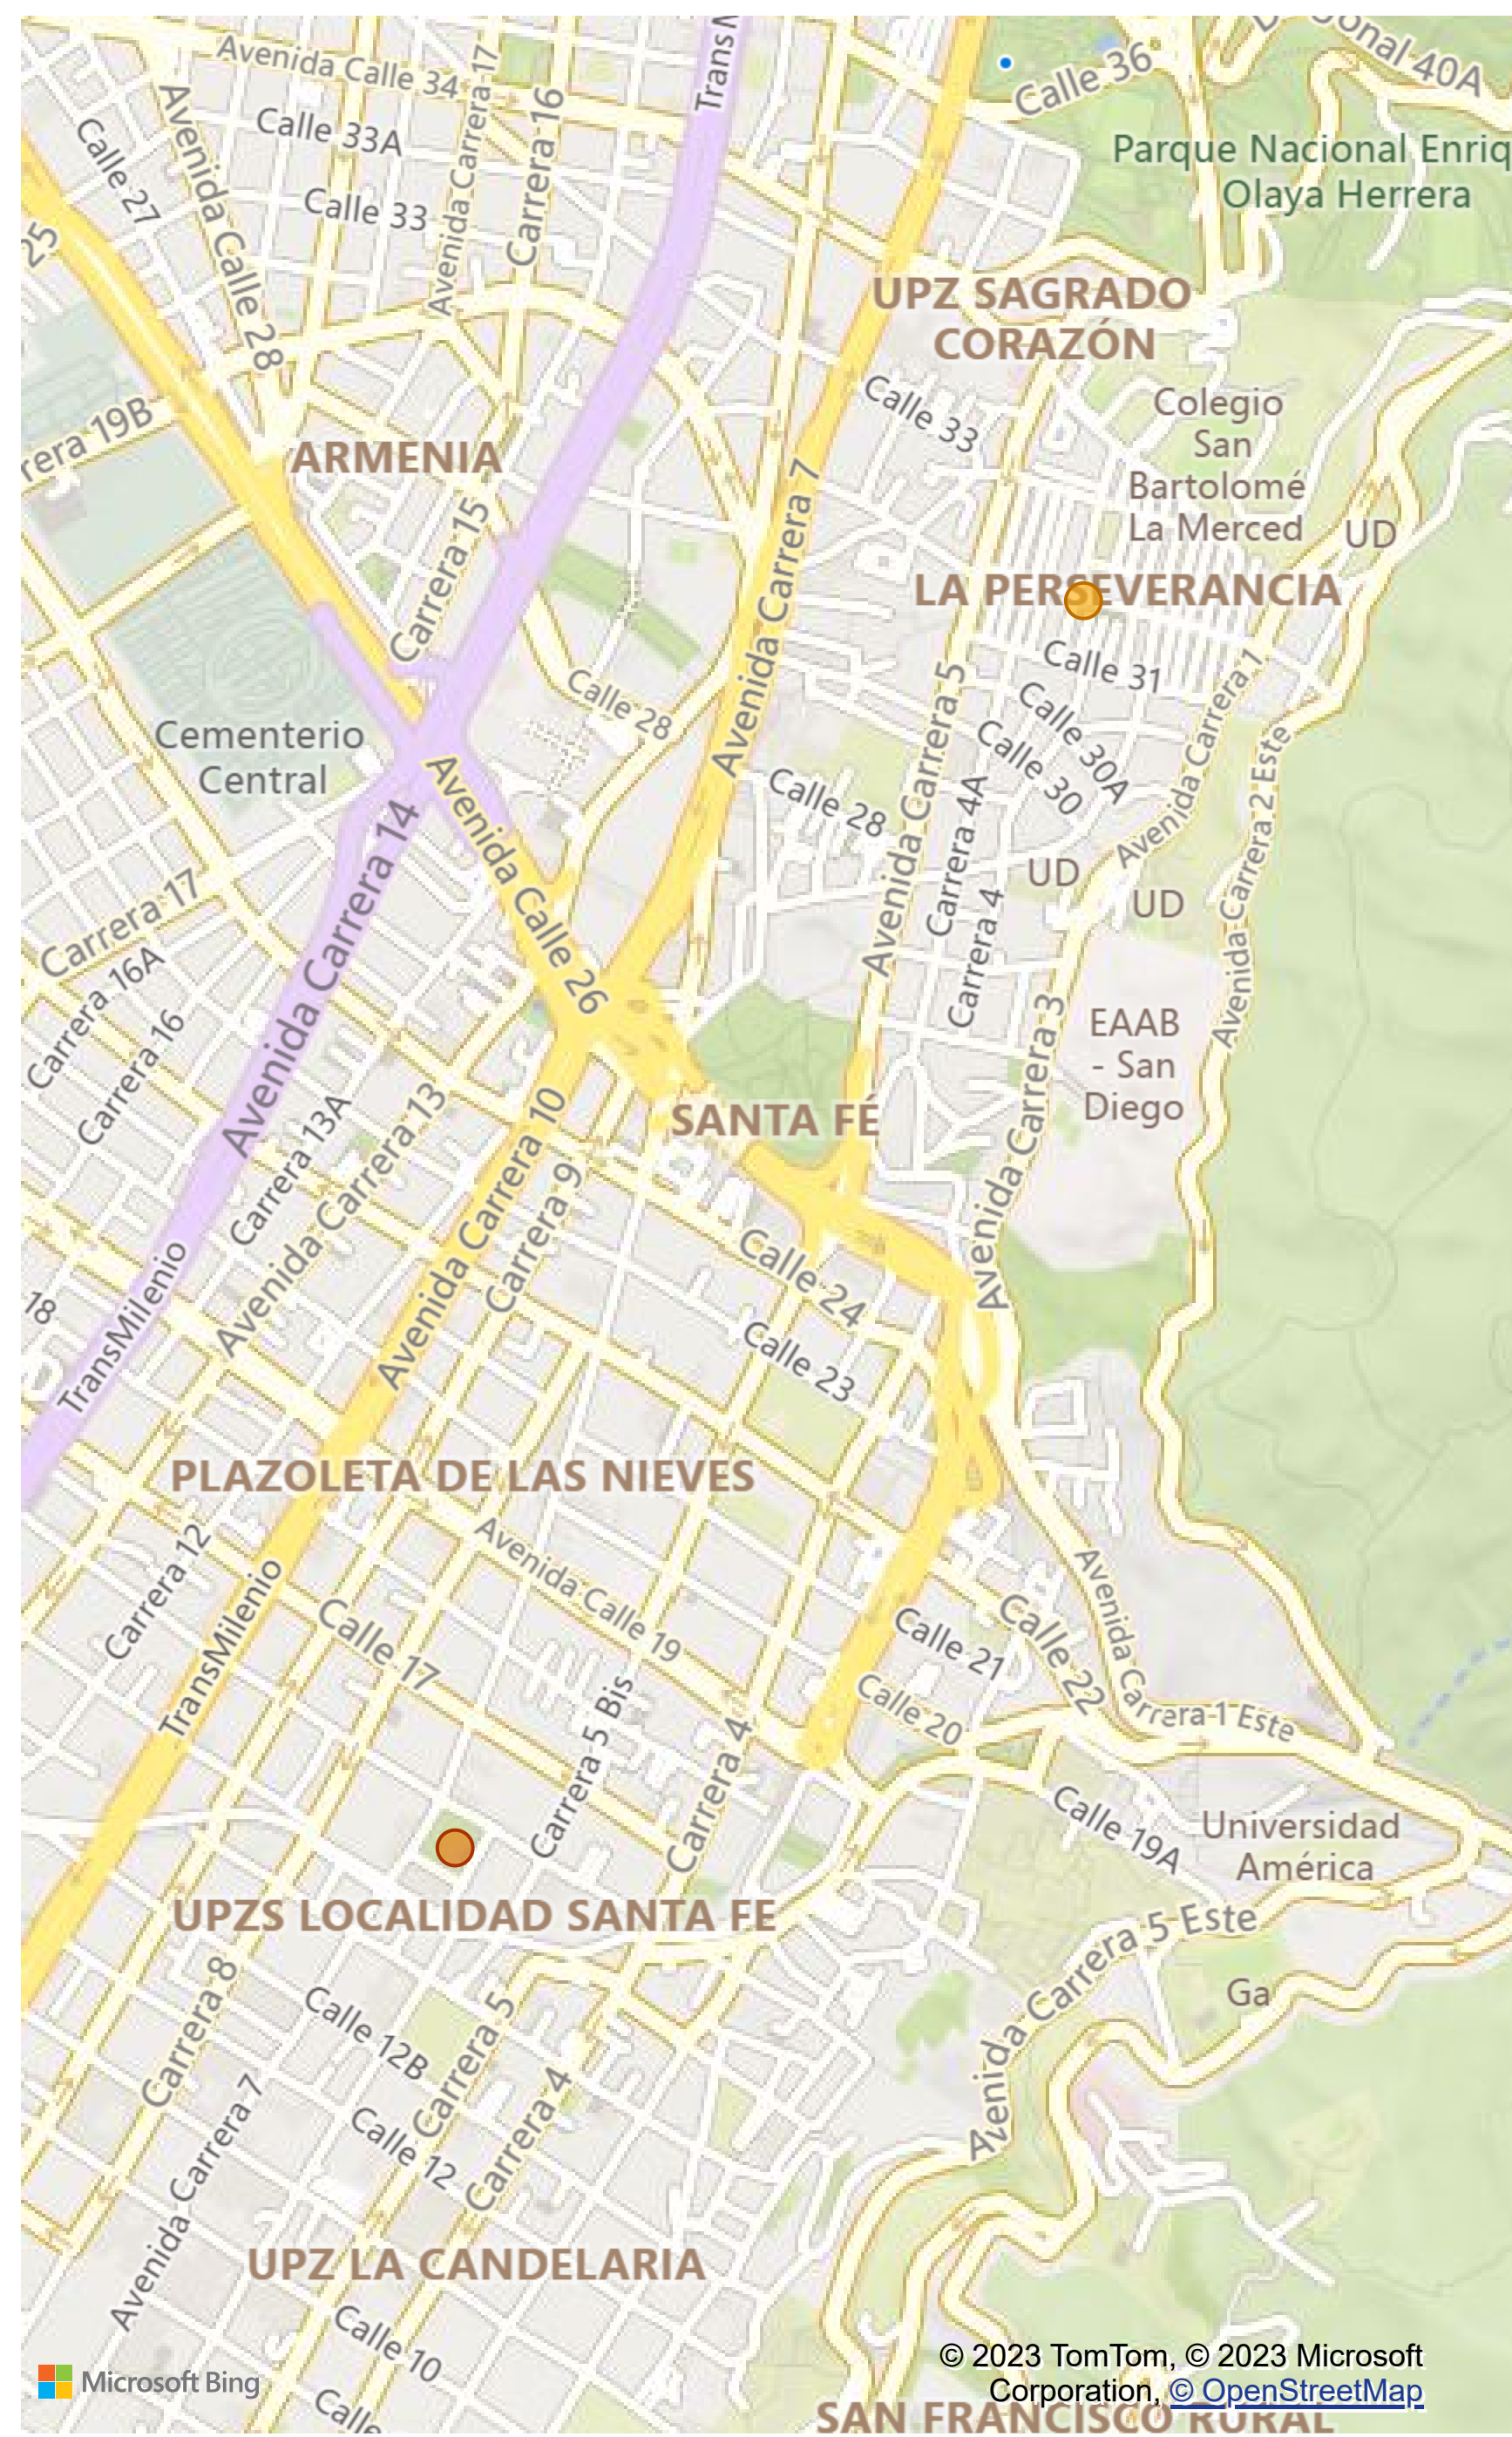 TransM
Avenida Calle 34
Avenida Carrera 17
Carrera 16
Calle 36
onal 40A
Calle 33A
Calle 27
Avenida Calle 28
Parque Nacional Enriq
Olaya Herrera
Calle 33
25
UPZ SAGRADO
CORAZÓN
Calle 33
Colegio
San
Bartolomé
La Merced
rera 19B
ARMENIA
Carrera 15
Avenida Carrera 7
UD
LA PERSEVERANCIA
Calle 31
Calle 28
Calle 30A
Calle 30
Avenida Carrera 1
Avenida Carrera 2 Este
Cementerio
Central
Avenida Carrera 5
Calle 28
Carrera 4A
Avenida Calle 26
Avenida Carrera 14
UD
UD
Carrera 17
Carrera 4
Carrera 16A
Carrera 16
Avenida Carrera 3
EAAB
- San
Diego
Carrera 13A
Avenida Carrera 13
Avenida Carrera 10
Carrera 9
SANTA FÉ
TransMilenio
Calle 24
18
Calle 23
PLAZOLETA DE LAS NIEVES
Carrera 12
Avenida Calle 19
TransMilenio
Calle 17
Calle 21
Calle 22
Avenida Carrera 1 Este
Calle 20
Carrera 5 Bis
Carrera 4
Calle 19A
Universidad
América
UPZS LOCALIDAD SANTA FE
Avenida Carrera 5 Este
Carrera 8
Calle 12B
Carrera 5
Ga
Carrera 4
Calle 12
Avenida Carrera 7
UPZ LA CANDELARIA
Calle 10
Calle
Microsoft Bing
© 2023 TomTom, © 2023 Microsoft
Corporation, © OpenStreetMap
SAN FRANCISCO RURAL